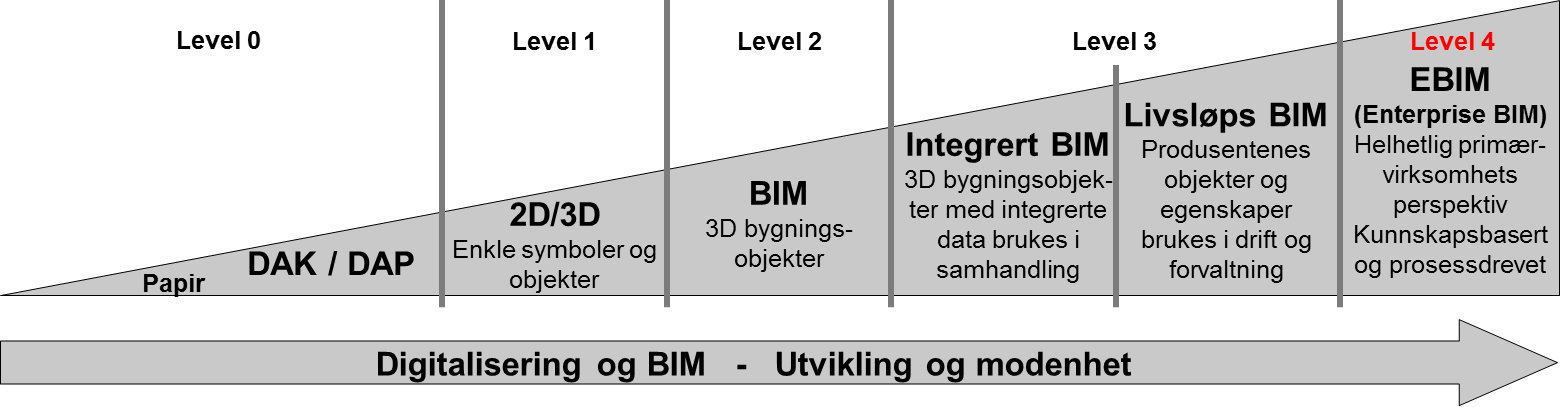 Level 0
Papir
DAK / DAP
Level 1
2D/3D
Enkle symboler og
objekter
Level 2
BIM
3D bygnings-
objekter
Level 3
Integrert BIM
3D bygningsobjek-
ter med integrerte
data brukes i
samhandling
Livsløps BIM
Produsentenes
objekter og
egenskaper
brukes i drift og
forvaltning
Level 4
EBIM
(Enterprise BIM)
Helhetlig primær-
virksomhets
perspektiv
Kunnskapsbasert
og prosessdrevet
Digitalisering og BIM - Utvikling og modenhet